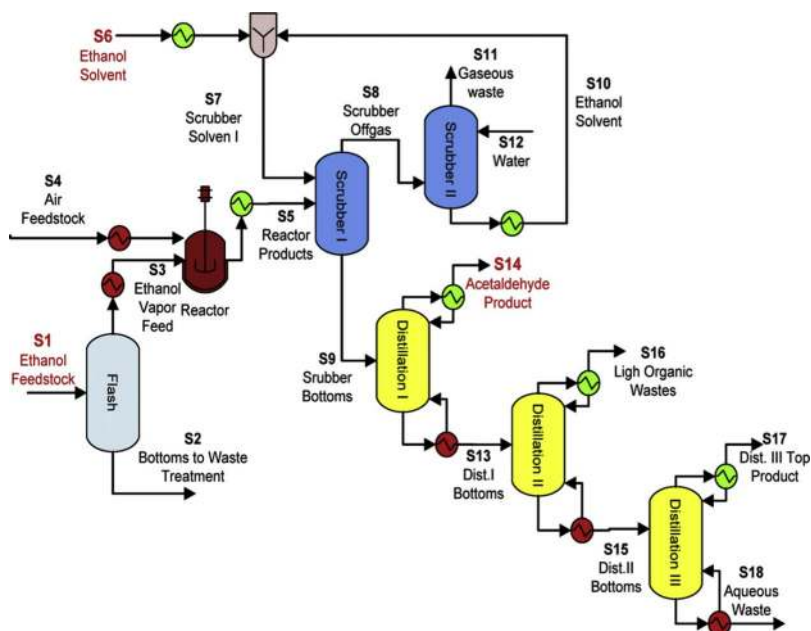 S6
Ethanol
Solvent
S7
Scrubber
Solven I
S8
Scrubber
Offgas
S11
Gaseous
waste
S10
Ethanol
Solvent
Scrubber II
S12
Water
S4
Air
Feedstock
Scrubber I
S5
Reactor
Products
S3
Ethanol
Vapor
Feed
Reactor
S1
Ethanol
Feedstock
Flash
S2
Bottoms to Waste
Treatment
S14
Acetaldehyde
Product
Distillation I
S9
Srubber
Bottoms
S16
Ligh Organic
Wastes
Distillation II
S13
Dist.I
Bottoms
S17
Dist. III Top
Product
Distillation III
S15
Dist.II
Bottoms
S18
Aqueous
Waste